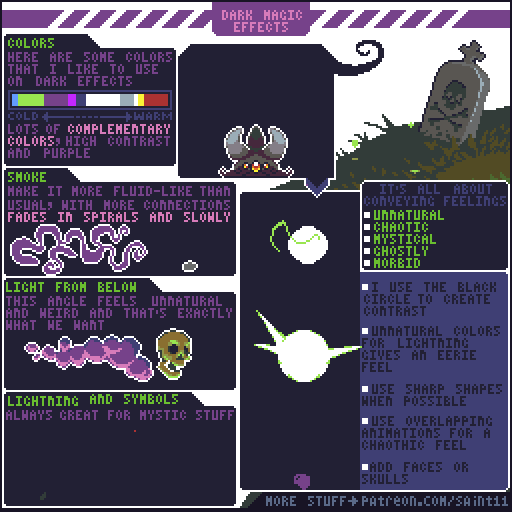 DARK MAGIC
EFFECTS
COLORS
HERE ARE SOME COLORS
THAT I LIKE TO USE
ON DARK EFFECTS
COLD WARM
LOTS OF COMPLEMENTARY
COLORS, HIGH CONTRAST
AND PURPLE
SMOKE
MAKE IT MORE FLUID-LIKE THAN
USUAL, WITH MORE CONNECTIONS
FADES IN SPIRALS AND SLOWLY
LIGHT FROM BELOW
THIS ANGLE FEELS UNNATURAL
AND WEIRD AND THAT'S EXACTLY
WHAT WE WANT
LIGHTNING AND SYMBOLS
ALWAYS GREAT FOR MYSTIC STUFF
IT'S ALL ABOUT
CONVEYING FEELINGS
UNNATURAL
CHAOTIC
MYSTICAL
GHOSTLY
MORBID
I USE THE BLACK
CIRCLE TO CREATE
CONTRAST
UNNATURAL COLORS
FOR LIGHTNING
GIVES AN EERIE
FEEL
USE SHARP SHAPES
WHEN POSSIBLE
USE OVERLAPPING
ANIMATIONS FOR A
CHAOTHIC FEEL
ADD FACES OR
SKULLS
MORE STUFF→PATREON.COM/SAINT11